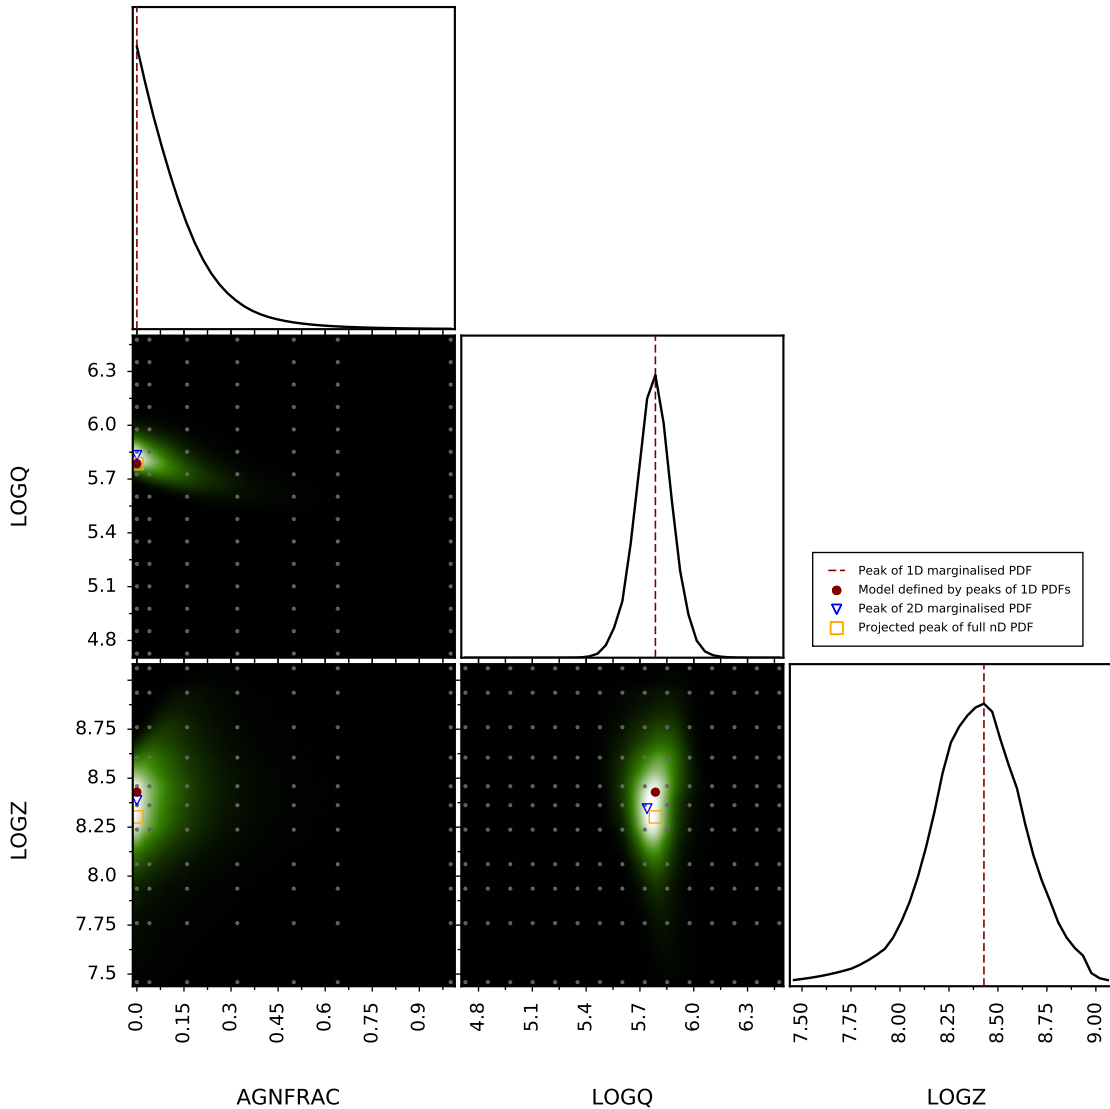 6.3
6.0
5.7
5.4
5.1
4.8
LOGQ
Peak of 1D marginalised PDF
Model defined by peaks of 1D PDFs
Peak of 2D marginalised PDF
Projected peak of full nD PDF
8.75
8.5
8.25
8.0
7.75
7.5
LOGZ
0.0 0.15 0.3 0.45 0.6 0.75 0.9
4.8 5.1 5.4 5.7 6.0 6.3
7.50 7.75 8.00 8.25 8.50 8.75 9.00
AGNFRAC LOGQ LOGZ